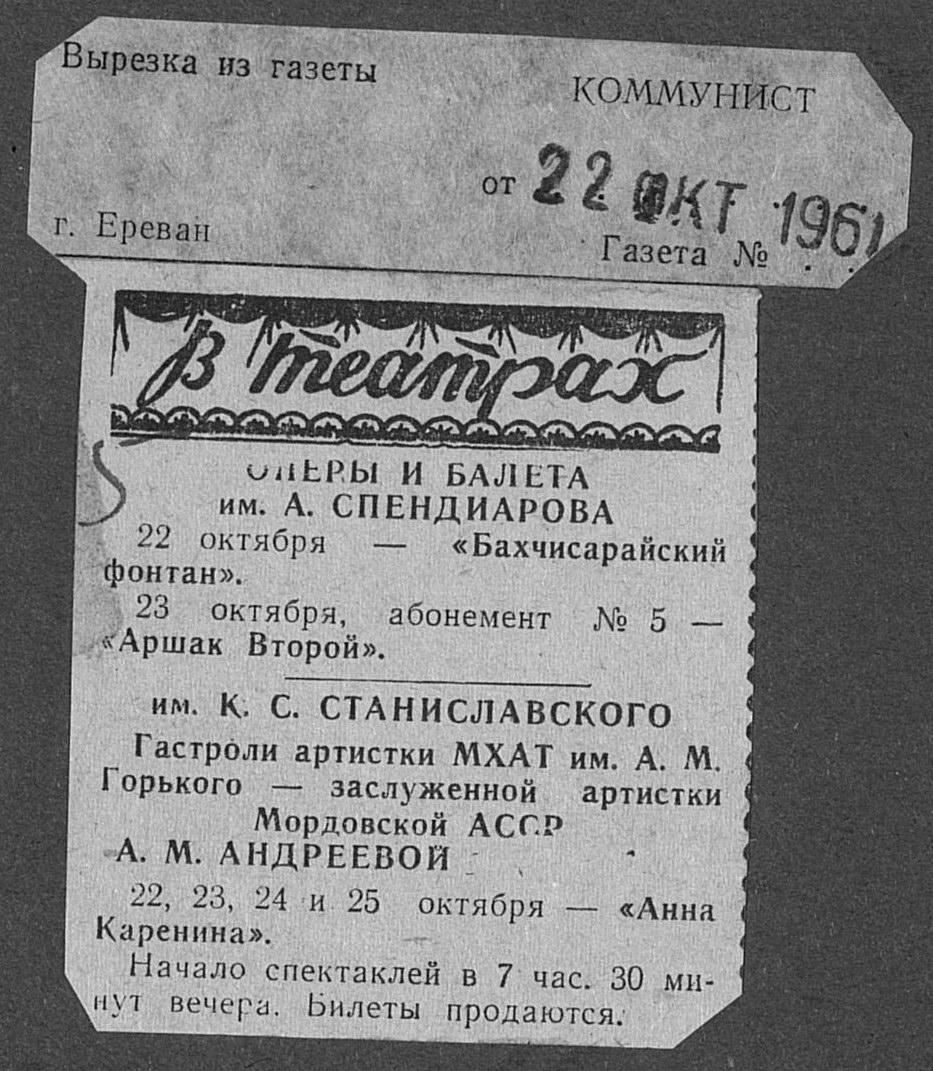 Вырезка из газеты
КОММУНИСТ
от 22 ОКТ 1961
г. Ереван
Газета №
В театрах
ОПЕРЫ И БАЛЕТА
им. А. СПЕНДИАРОВА
22 октября — «Бахчисарайский
фонтан».
23 октября, абонемент № 5 —
«Аршак Второй».
им. К. С. СТАНИСЛАВСКОГО
Гастроли артистки МХАТ им. А. М.
Горького — заслуженной артистки
Мордовской АССР
А. М. АНДРЕЕВОЙ
22, 23, 24 и 25 октября — «Анна
Каренина».
Начало спектаклей в 7 час. 30 ми-
нут вечера. Билеты продаются.